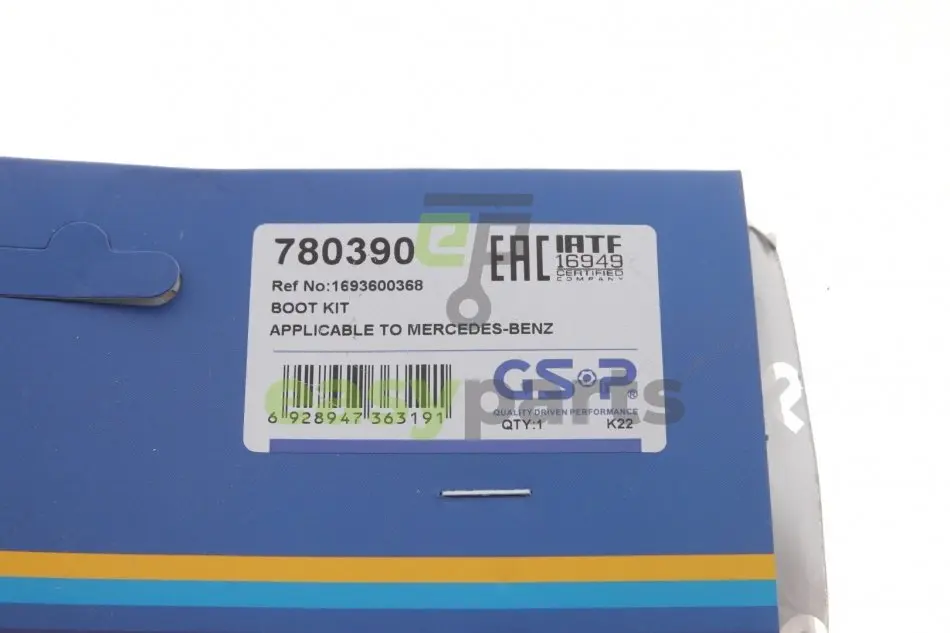 780390
EAC
IATF
16949
CERTIFIED
COMPANY
Ref No:1693600368
BOOT KIT
APPLICABLE TO MERCEDES-BENZ
GSP®
QUALITY-DRIVEN PERFORMANCE
6 928947 363191
QTY:1 K22
easyparts